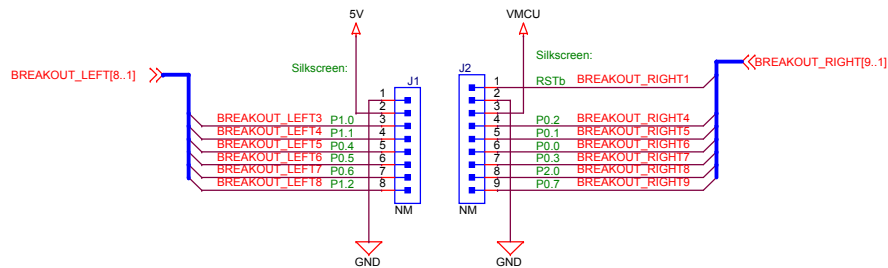 5V
VMCU
BREAKOUT_LEFT[8..1]
Silkscreen:
J1
1
2
BREAKOUT_LEFT3 P1.0 3
BREAKOUT_LEFT4 P1.1 4
BREAKOUT_LEFT5 P0.4 5
BREAKOUT_LEFT6 P0.5 6
BREAKOUT_LEFT7 P0.6 7
BREAKOUT_LEFT8 P1.2 8
NM
GND
J2
Silkscreen:
BREAKOUT_RIGHT[9..1]
1 RSTb BREAKOUT_RIGHT1
2
3
4 P0.2 BREAKOUT_RIGHT4
5 P0.1 BREAKOUT_RIGHT5
6 P0.0 BREAKOUT_RIGHT6
7 P0.3 BREAKOUT_RIGHT7
8 P2.0 BREAKOUT_RIGHT8
9 P0.7 BREAKOUT_RIGHT9
NM
GND